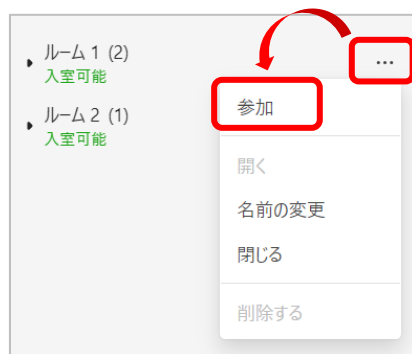 ルーム 1 (2)
入室可能
ルーム 2 (1)
入室可能
…
参加
開く
名前の変更
閉じる
削除する